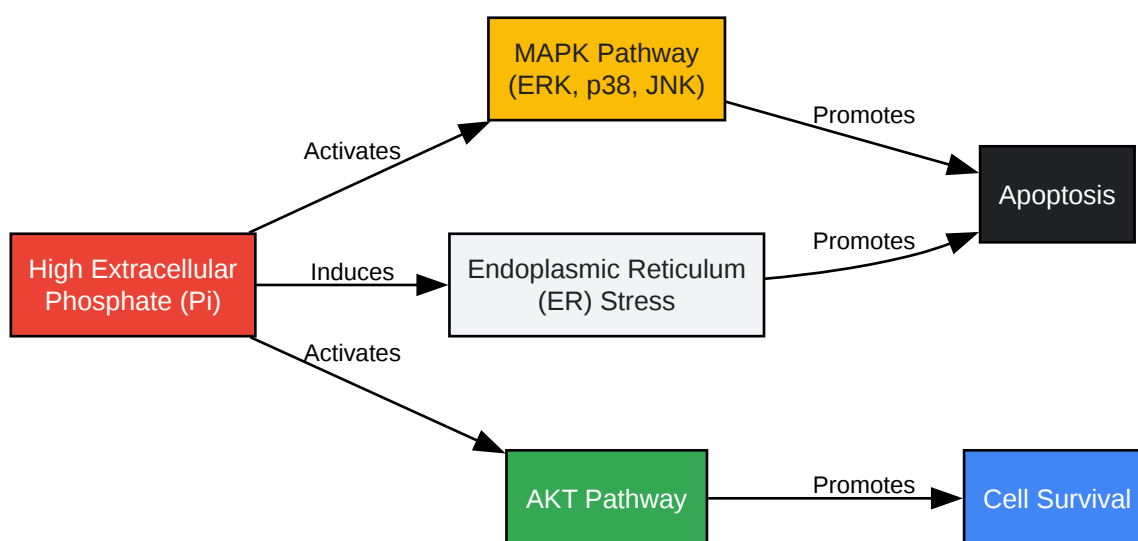 MAPK Pathway
(ERK, p38, JNK)
Promotes
Activates
Apoptosis
High Extracellular
Phosphate (Pi)
Induces
Endoplasmic Reticulum
(ER) Stress
Promotes
Activates
AKT Pathway
Promotes
Cell Survival